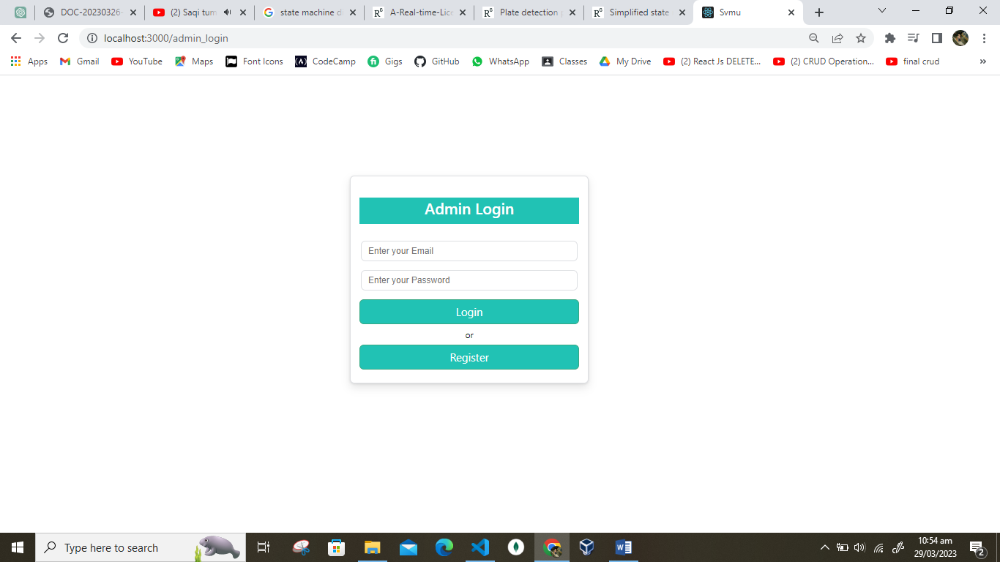 DOC-20230326-
(2) Saqi tum
state machine d
A-Real-time-Lice
Plate detection
Simplified state
Svmu
localhost:3000/admin_login
Apps
Gmail
YouTube
Maps
Font Icons
CodeCamp
Gigs
GitHub
WhatsApp
Classes
My Drive
(2) React Js DELETE...
(2) CRUD Operation...
final crud
»
Admin Login
Enter your Email
Enter your Password
Login
or
Register
Type here to search
10:54 am
29/03/2023
2